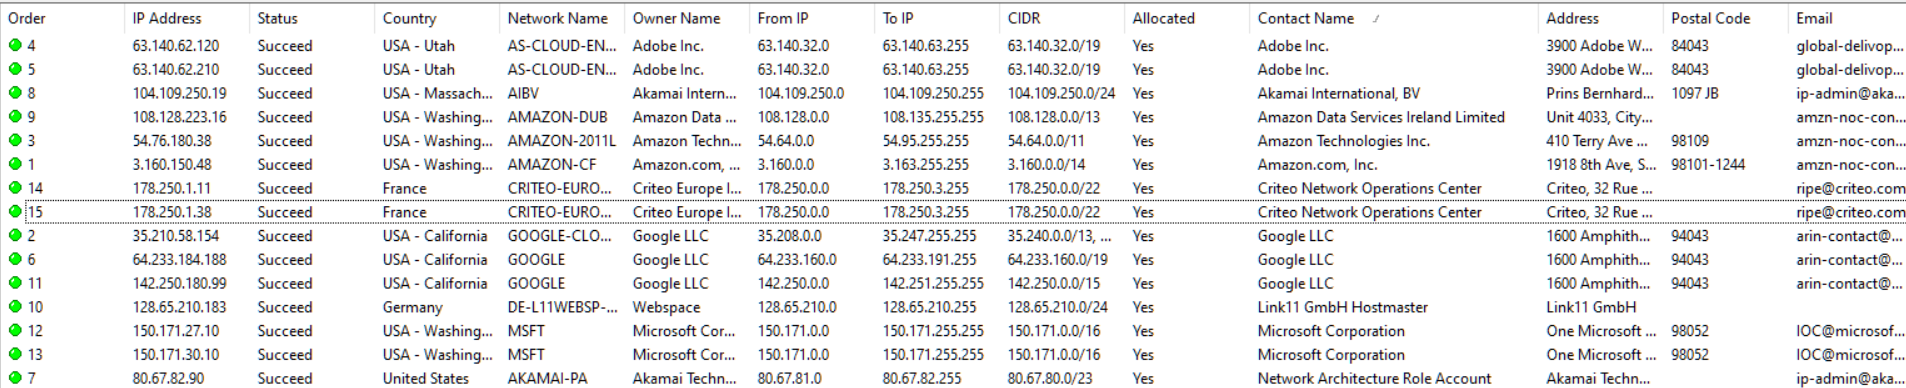 Order IP Address Status Country Network Name Owner Name From IP To IP CIDR Allocated Contact Name Address Postal Code Email
4 63.140.62.120 Succeed USA - Utah AS-CLOUD-EN... Adobe Inc. 63.140.32.0 63.140.63.255 63.140.32.0/19 Yes Adobe Inc. 3900 Adobe W... 84043 global-delivop...
5 63.140.62.210 Succeed USA - Utah AS-CLOUD-EN... Adobe Inc. 63.140.32.0 63.140.63.255 63.140.32.0/19 Yes Adobe Inc. 3900 Adobe W... 84043 global-delivop...
8 104.109.250.19 Succeed USA - Massach... AIBV Akamai Intern... 104.109.250.0 104.109.250.255 104.109.250.0/24 Yes Akamai International, BV Prins Bernhard... 1097 JB ip-admin@aka...
9 108.128.223.16 Succeed USA - Washing... AMAZON-DUB Amazon Data ... 108.128.0.0 108.135.255.255 108.128.0.0/13 Yes Amazon Data Services Ireland Limited Unit 4033, City... amzn-noc-con...
3 54.76.180.38 Succeed USA - Washing... AMAZON-2011L Amazon Techn... 54.64.0.0 54.95.255.255 54.64.0.0/11 Yes Amazon Technologies Inc. 410 Terry Ave ... 98109 amzn-noc-con...
1 3.160.150.48 Succeed USA - Washing... AMAZON-CF Amazon.com, ... 3.160.0.0 3.163.255.255 3.160.0.0/14 Yes Amazon.com, Inc. 1918 8th Ave, S... 98101-1244 amzn-noc-con...
14 178.250.1.11 Succeed France CRITEO-EURO... Criteo Europe I... 178.250.0.0 178.250.3.255 178.250.0.0/22 Yes Criteo Network Operations Center Criteo, 32 Rue ... ripe@criteo.com
15 178.250.1.38 Succeed France CRITEO-EURO... Criteo Europe I... 178.250.0.0 178.250.3.255 178.250.0.0/22 Yes Criteo Network Operations Center Criteo, 32 Rue ... ripe@criteo.com
2 35.210.58.154 Succeed USA - California GOOGLE-CLO... Google LLC 35.208.0.0 35.247.255.255 35.240.0.0/13, ... Yes Google LLC 1600 Amphith... 94043 arin-contact@...
6 64.233.184.188 Succeed USA - California GOOGLE Google LLC 64.233.160.0 64.233.191.255 64.233.160.0/19 Yes Google LLC 1600 Amphith... 94043 arin-contact@...
11 142.250.180.99 Succeed USA - California GOOGLE Google LLC 142.250.0.0 142.251.255.255 142.250.0.0/15 Yes Google LLC 1600 Amphith... 94043 arin-contact@...
10 128.65.210.183 Succeed Germany DE-L11WEBSP-... Webspace 128.65.210.0 128.65.210.255 128.65.210.0/24 Yes Link11 GmbH Hostmaster Link11 GmbH
12 150.171.27.10 Succeed USA - Washing... MSFT Microsoft Cor... 150.171.0.0 150.171.255.255 150.171.0.0/16 Yes Microsoft Corporation One Microsoft ... 98052 IOC@microsof...
13 150.171.30.10 Succeed USA - Washing... MSFT Microsoft Cor... 150.171.0.0 150.171.255.255 150.171.0.0/16 Yes Microsoft Corporation One Microsoft ... 98052 IOC@microsof...
7 80.67.82.90 Succeed United States AKAMAI-PA Akamai Techn... 80.67.81.0 80.67.82.255 80.67.80.0/23 Yes Network Architecture Role Account Akamai Techn... ip-admin@aka...